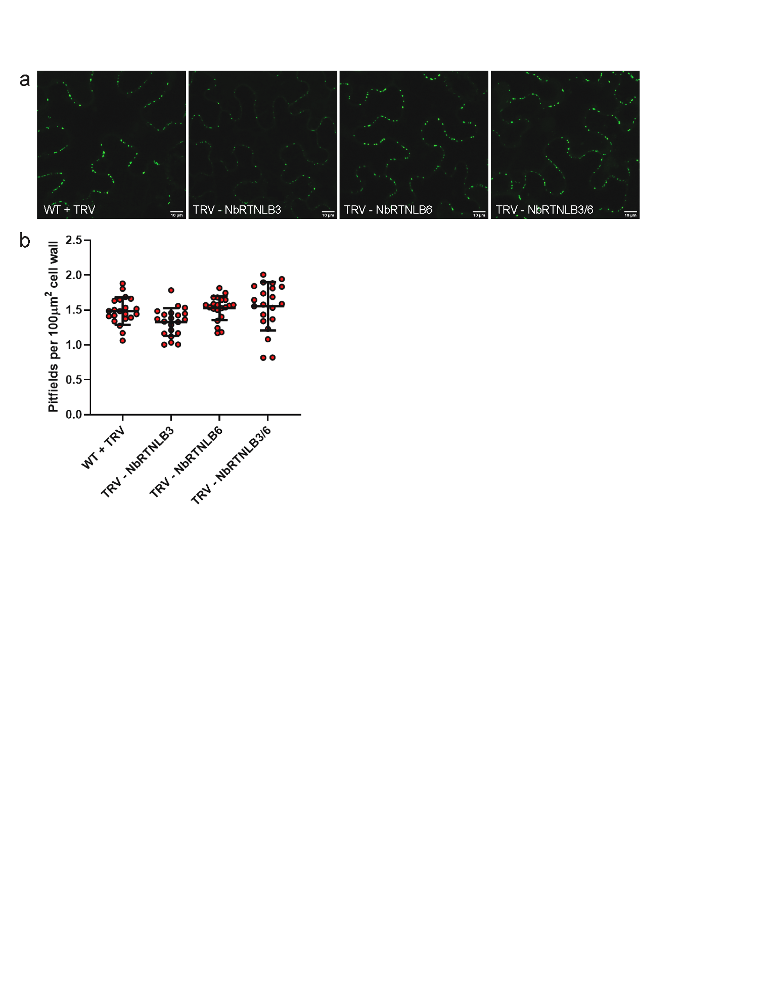 a
WT + TRV
10 µm
TRV - NbRTNLB3
10 µm
TRV - NbRTNLB6
10 µm
TRV - NbRTNLB3/6
10 µm
b
Pitfields per 100µm² cell wall
2.5
2.0
1.5
1.0
0.5
0.0
WT + TRV
TRV - NbRTNLB3
TRV - NbRTNLB6
TRV - NbRTNLB3/6